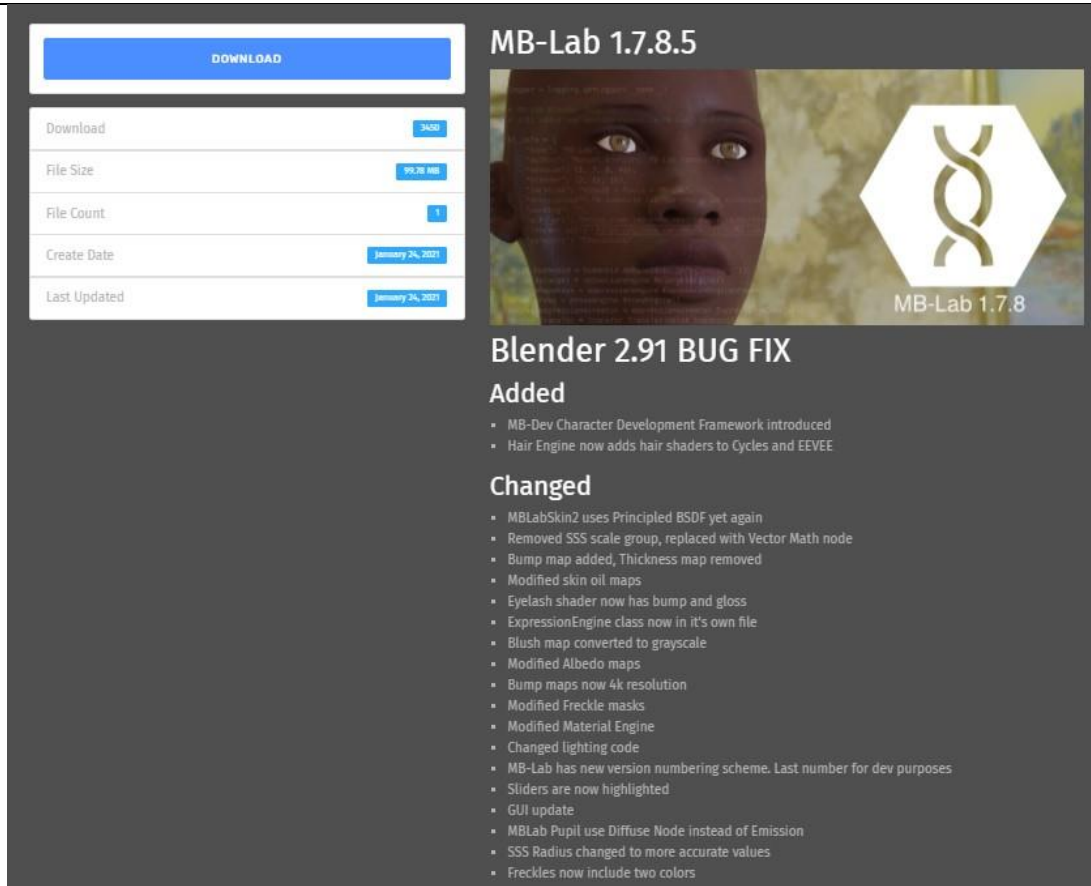 DOWNLOAD
Download 3450
File Size 99.78 MB
File Count 1
Create Date January 24, 2021
Last Updated January 24, 2021
MB-Lab 1.7.8.5
MB-Lab 1.7.8
Blender 2.91 BUG FIX
Added
MB-Dev Character Development Framework introduced
Hair Engine now adds hair shaders to Cycles and EEVEE
Changed
MBLabSkin2 uses Principled BSDF yet again
Removed SSS scale group, replaced with Vector Math node
Bump map added, Thickness map removed
Modified skin oil maps
Eyelash shader now has bump and gloss
ExpressionEngine class now in it's own file
Blush map converted to grayscale
Modified Albedo maps
Bump maps now 4k resolution
Modified Freckle masks
Modified Material Engine
Changed lighting code
MB-Lab has new version numbering scheme. Last number for dev purposes
Sliders are now highlighted
GUI update
MBLab Pupil use Diffuse Node instead of Emission
SSS Radius changed to more accurate values
Freckles now include two colors